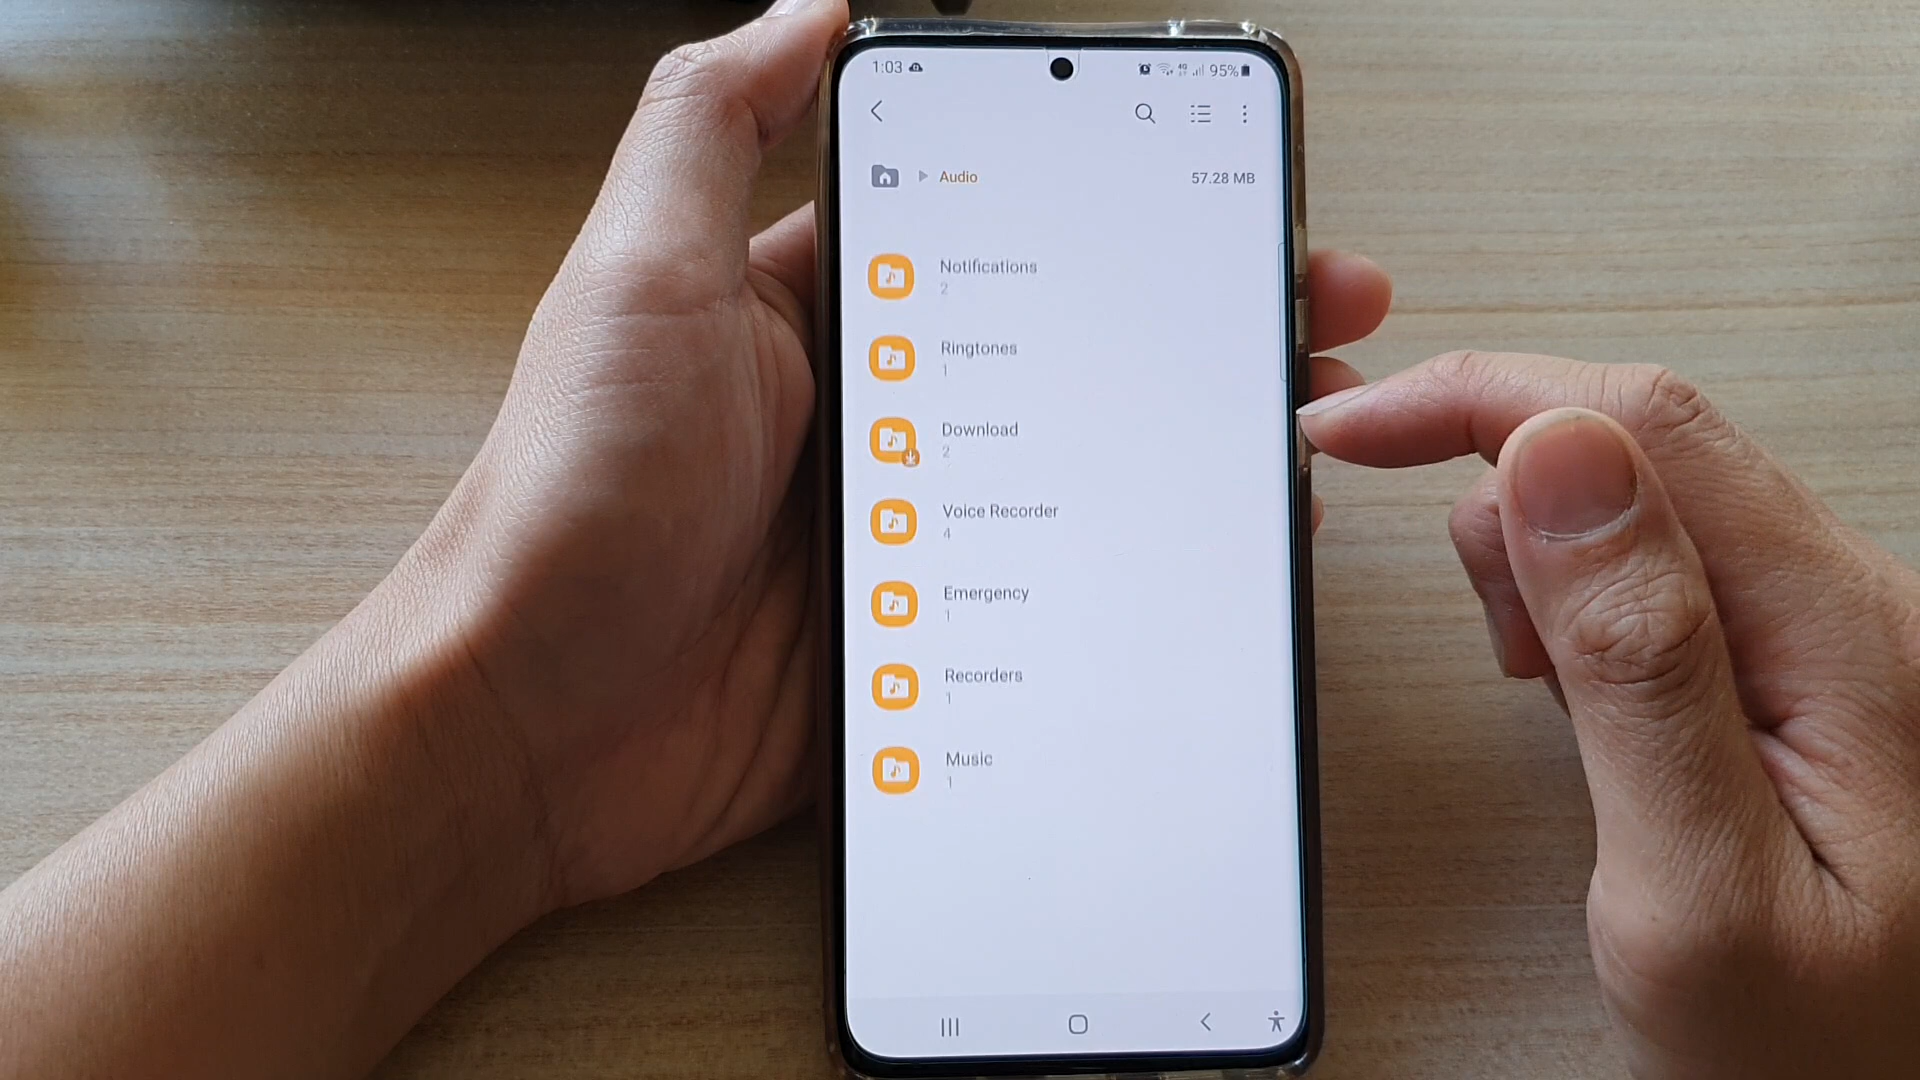 1:03 95%
Audio 57.28 MB
Notifications
2
Ringtones
1
Download
2
Voice Recorder
4
Emergency
1
Recorders
1
Music
1